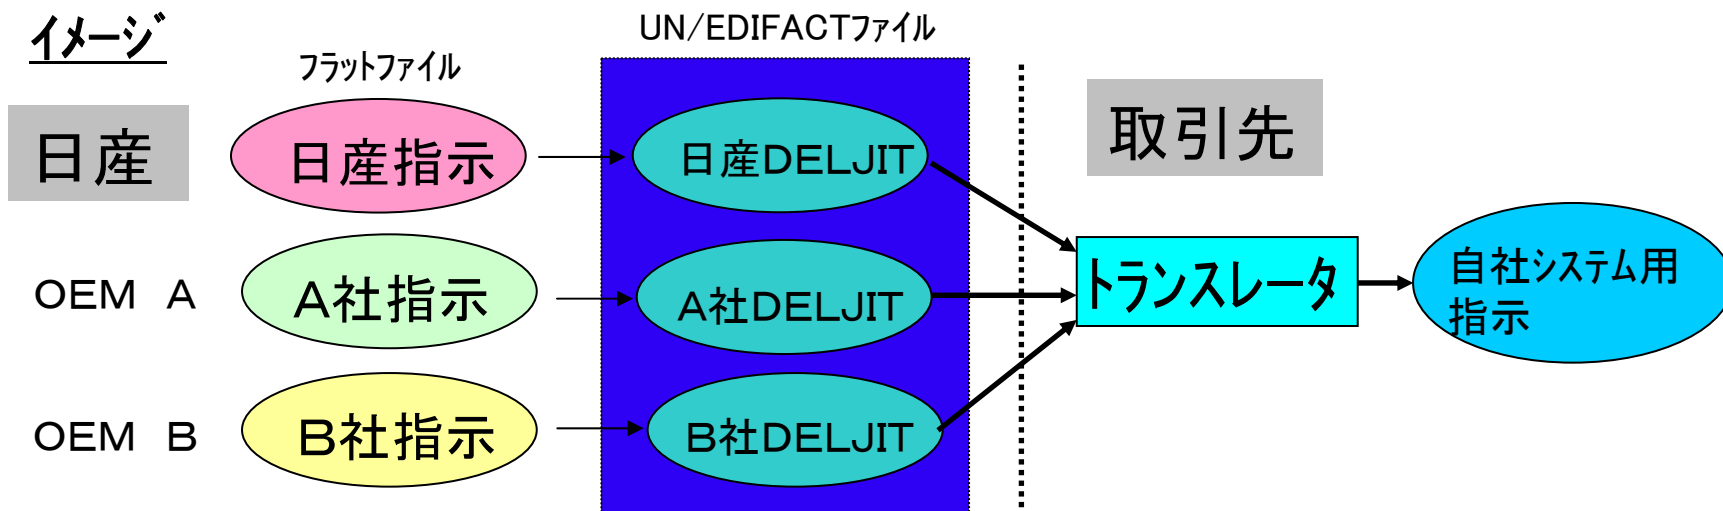 イメージ
UN/EDIFACTファイル
フラットファイル
日産
日産指示
日産DELJIT
取引先
OEM A
A社指示
A社DELJIT
トランスレータ
自社システム用
指示
OEM B
B社指示
B社DELJIT